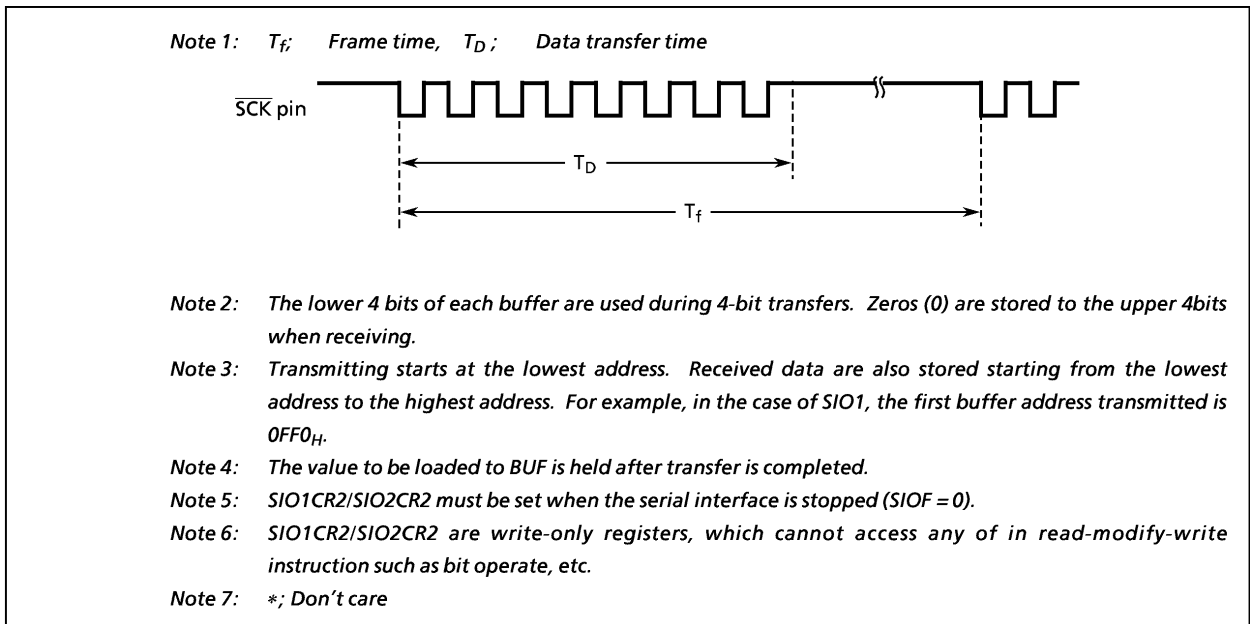 Note 1: Tf; Frame time, TD ; Data transfer time
SCK pin
TD
Tf
Note 2: The lower 4 bits of each buffer are used during 4-bit transfers. Zeros (0) are stored to the upper 4bits
when receiving.
Note 3: Transmitting starts at the lowest address. Received data are also stored starting from the lowest
address to the highest address. For example, in the case of SIO1, the first buffer address transmitted is
0FF0H.
Note 4: The value to be loaded to BUF is held after transfer is completed.
Note 5: SIO1CR2/SIO2CR2 must be set when the serial interface is stopped (SIOF = 0).
Note 6: SIO1CR2/SIO2CR2 are write-only registers, which cannot access any of in read-modify-write
instruction such as bit operate, etc.
Note 7: *; Don't care